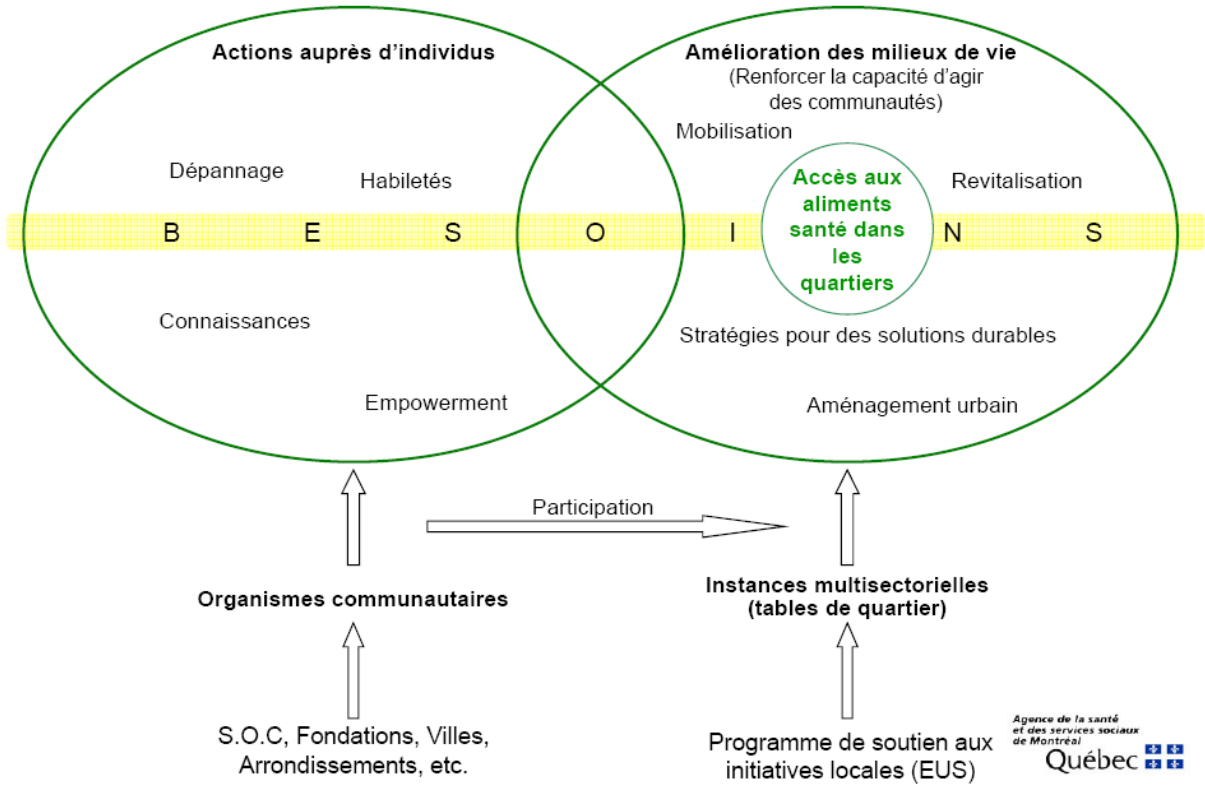 Actions auprès d'individus
Amélioration des milieux de vie
(Renforcer la capacité d'agir
des communautés)
Mobilisation
Dépannage
Habiletés
Accès aux
aliments
santé dans
les
quartiers
Revitalisation
B E S O I N S
Connaissances
Stratégies pour des solutions durables
Empowerment
Aménagement urbain
Participation
Organismes communautaires
Instances multisectorielles
(tables de quartier)
S.O.C, Fondations, Villes,
Arrondissements, etc.
Programme de soutien aux
initiatives locales (EUS)
Agence de la santé
et des services sociaux
de Montréal
Québec